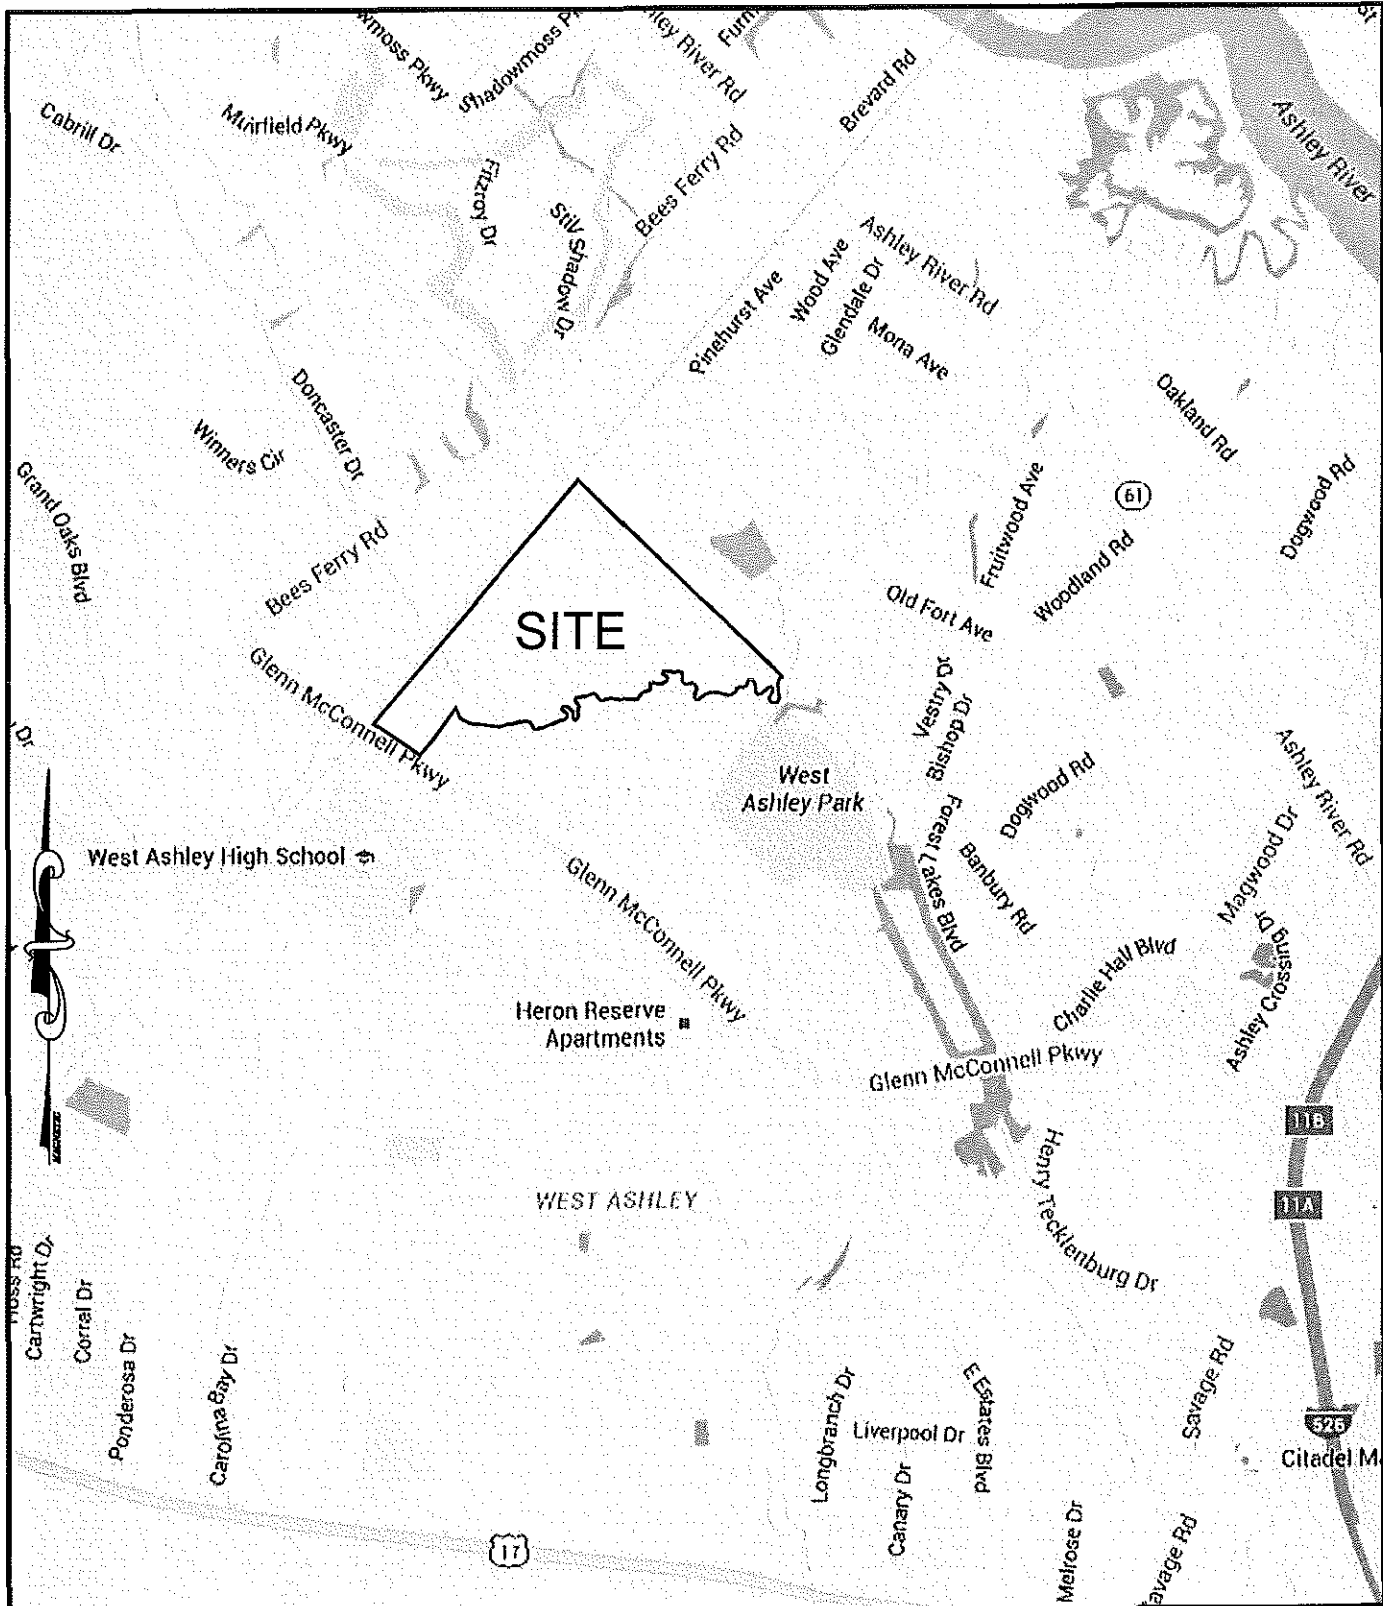 Shadowmoss
Ashley River
Cabrill Dr
Muirfield Pkwy
Brevard Rd
Bees Ferry Rd
Fitzroy Dr
Still Shadow Dr
Ashley River Rd
Wood Ave
Glendale Dr
Pinehurst Ave
Mona Ave
Doncaster Dr
Winners Cir
Oakland Rd
Grand Oaks Blvd
Fruitwood Ave
61
Dogwood Rd
Bees Ferry Rd
Woodland Rd
Old Fort Ave
SITE
Glenn McConnell Pkwy
Vestry Dr
Bishop Dr
Dr
West
Ashley Park
Dogwood Rd
Ashley River Rd
Forest Lakes Blvd
Banbury Rd
Magwood Dr
West Ashley High School
Glenn McConnell Pkwy
Charlie Hall Blvd
Ashley Crossing Dr
Heron Reserve
Apartments
Glenn McConnell Pkwy
11B
Henry Tecklenburg Dr
WEST ASHLEY
11A
Cartwright Dr
Corral Dr
Ponderosa Dr
Carolina Bay Dr
Savage Rd
Longbranch Dr
E Estates Blvd
Liverpool Dr
526
Citadel
Canary Dr
Melrose Dr
17